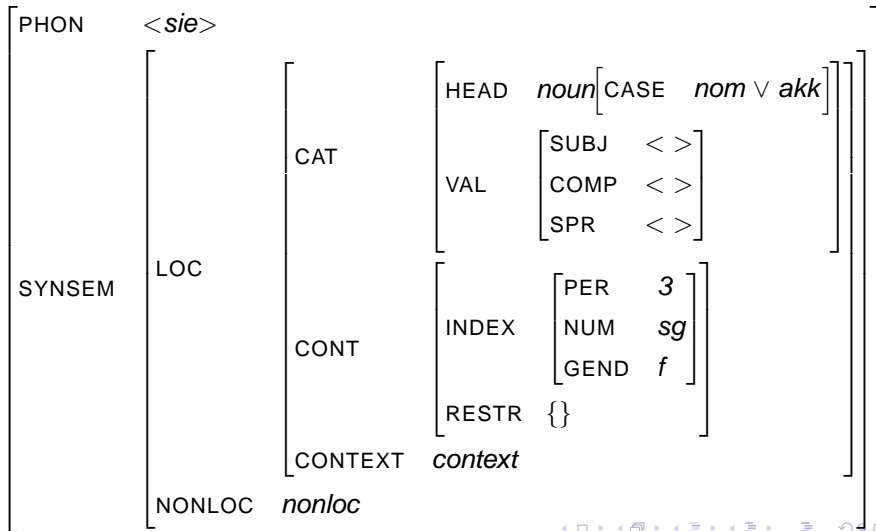 PHON <sie>
HEAD noun[CASE nom ∨ akk]
SUBJ < >
CAT
VAL COMP < >
SPR < >
LOC
SYNSEM
PER 3
INDEX NUM sg
CONT
GEND f
RESTR {}
CONTEXT context
NONLOC nonloc